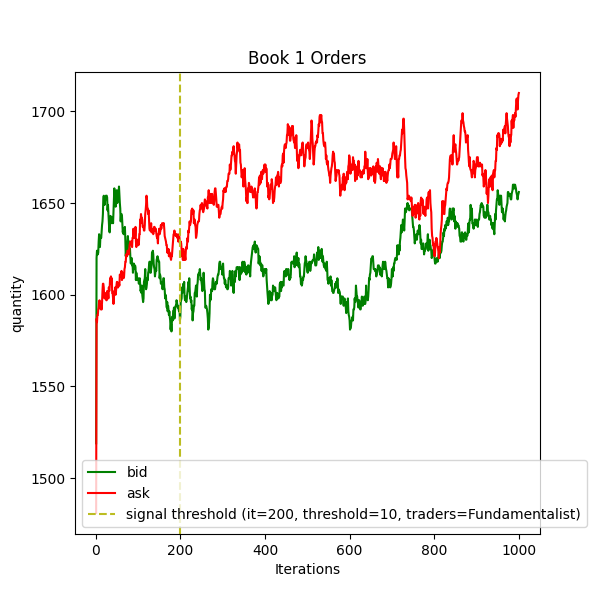 Book 1 Orders
quantity
1700
1650
1600
1550
1500
bid
ask
signal threshold (it=200, threshold=10, traders=Fundamentalist)
0 200 400 600 800 1000
Iterations